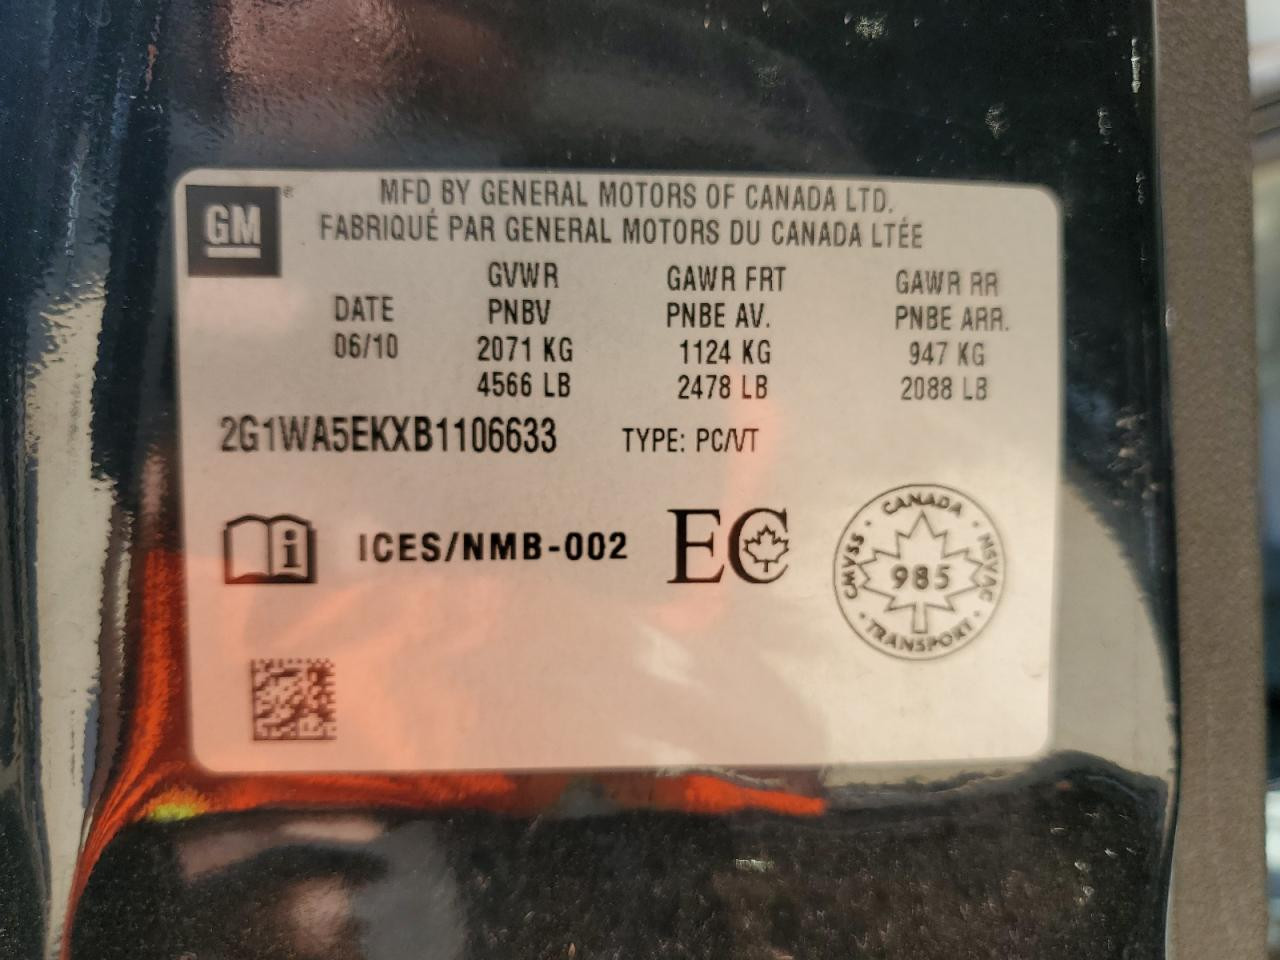 GM
MFD BY GENERAL MOTORS OF CANADA LTD.
FABRIQUÉ PAR GENERAL MOTORS DU CANADA LTÉE
GVWR GAWR FRT GAWR RR
DATE PNBV PNBE AV. PNBE ARR.
06/10 2071 KG 1124 KG 947 KG
4566 LB 2478 LB 2088 LB
2G1WA5EKXB1106633 TYPE: PC/VT
i ICES/NMB-002 EC
CANADA
CMVSS 985 NSVAC
TRANSPORT